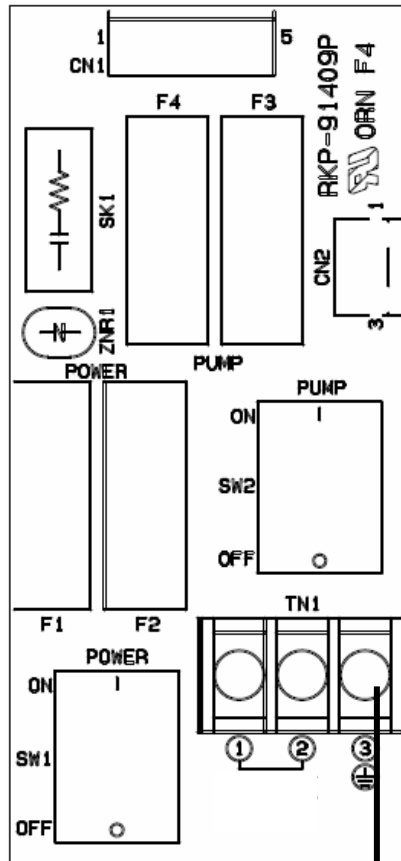 1 5
CN1
F4 F3
RKP-91409P
ORN F4
SK1
CN2
1
3
ZNR1
POWER
PUMP
PUMP
ON
SW2
OFF
F1 F2
TN1
POWER
ON
SW1
OFF
1 2 3